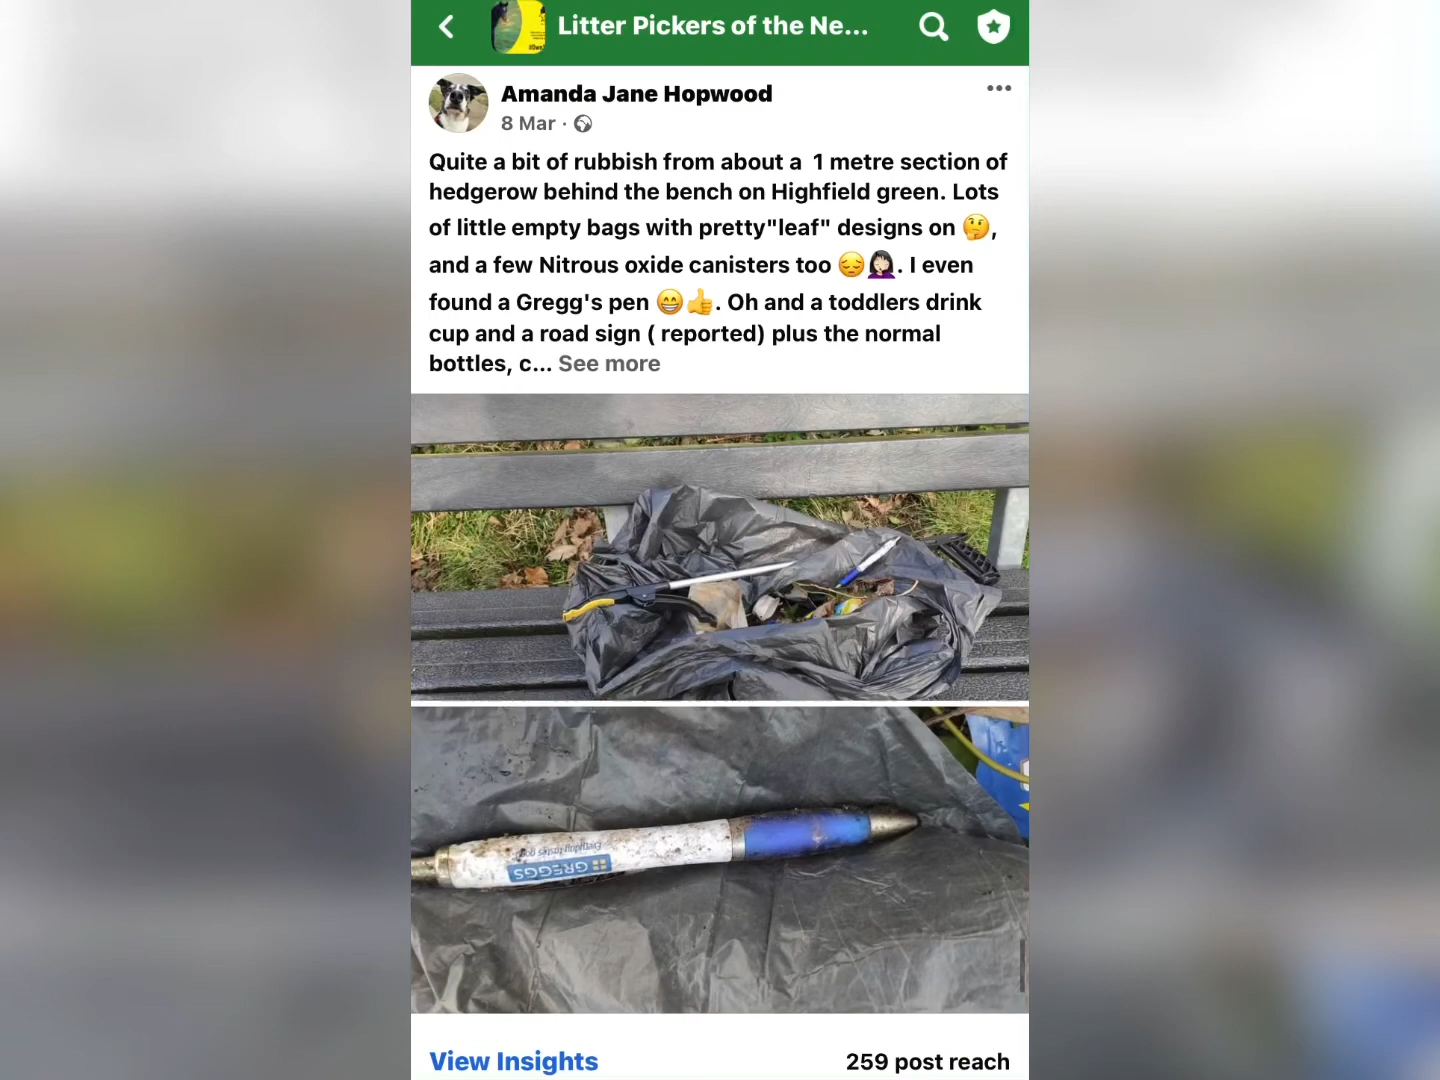 Litter Pickers of the Ne...
Amanda Jane Hopwood
8 Mar ·
Quite a bit of rubbish from about a 1 metre section of
hedgerow behind the bench on Highfield green. Lots
of little empty bags with pretty"leaf" designs on 🤔,
and a few Nitrous oxide canisters too 😔🤦🏻‍♀️. I even
found a Gregg's pen 😁👍. Oh and a toddlers drink
cup and a road sign ( reported) plus the normal
bottles, c... See more
GREGGS
View Insights
259 post reach